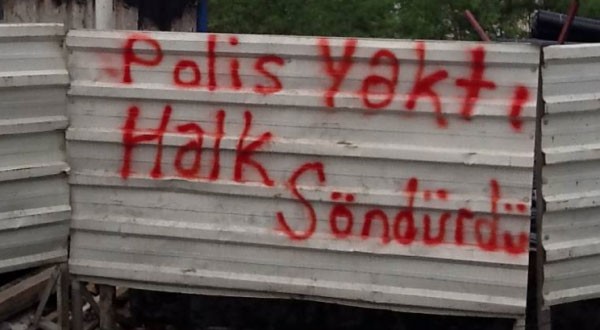 Polis Yaktı
Halk
Söndürdü